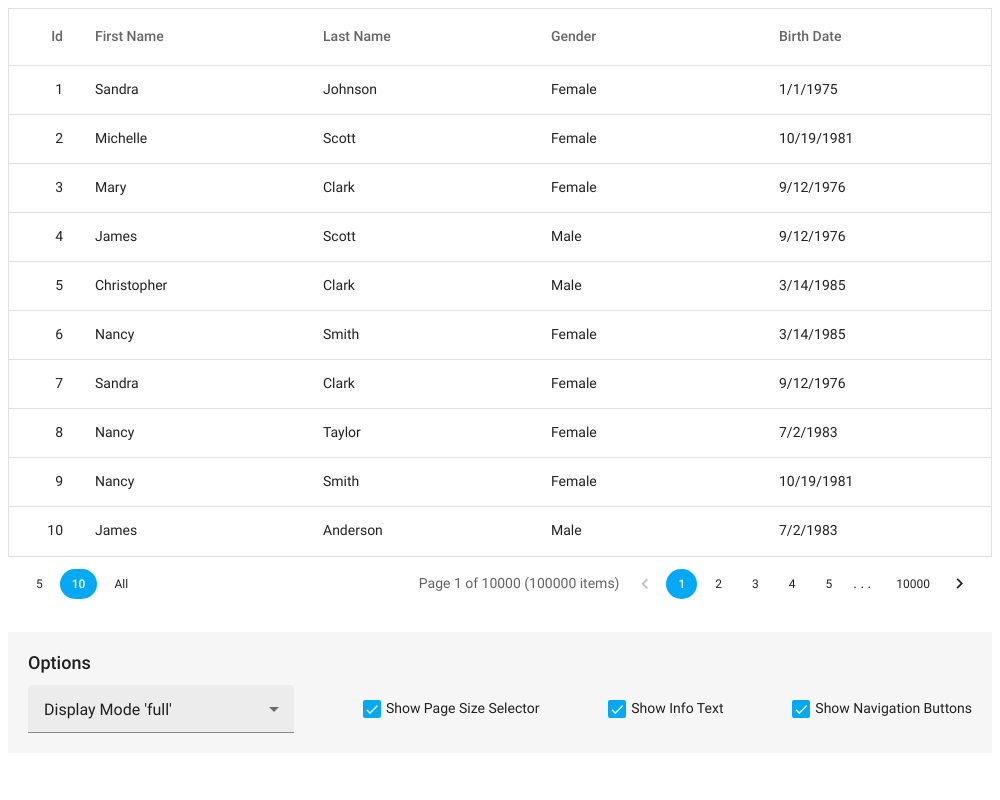 Id First Name Last Name Gender Birth Date
1 Sandra Johnson Female 1/1/1975
2 Michelle Scott Female 10/19/1981
3 Mary Clark Female 9/12/1976
4 James Scott Male 9/12/1976
5 Christopher Clark Male 3/14/1985
6 Nancy Smith Female 3/14/1985
7 Sandra Clark Female 9/12/1976
8 Nancy Taylor Female 7/2/1983
9 Nancy Smith Female 10/19/1981
10 James Anderson Male 7/2/1983
5 10 All Page 1 of 10000 (100000 items) 1 2 3 4 5 . . . 10000
Options
Display Mode 'full' Show Page Size Selector Show Info Text Show Navigation Buttons